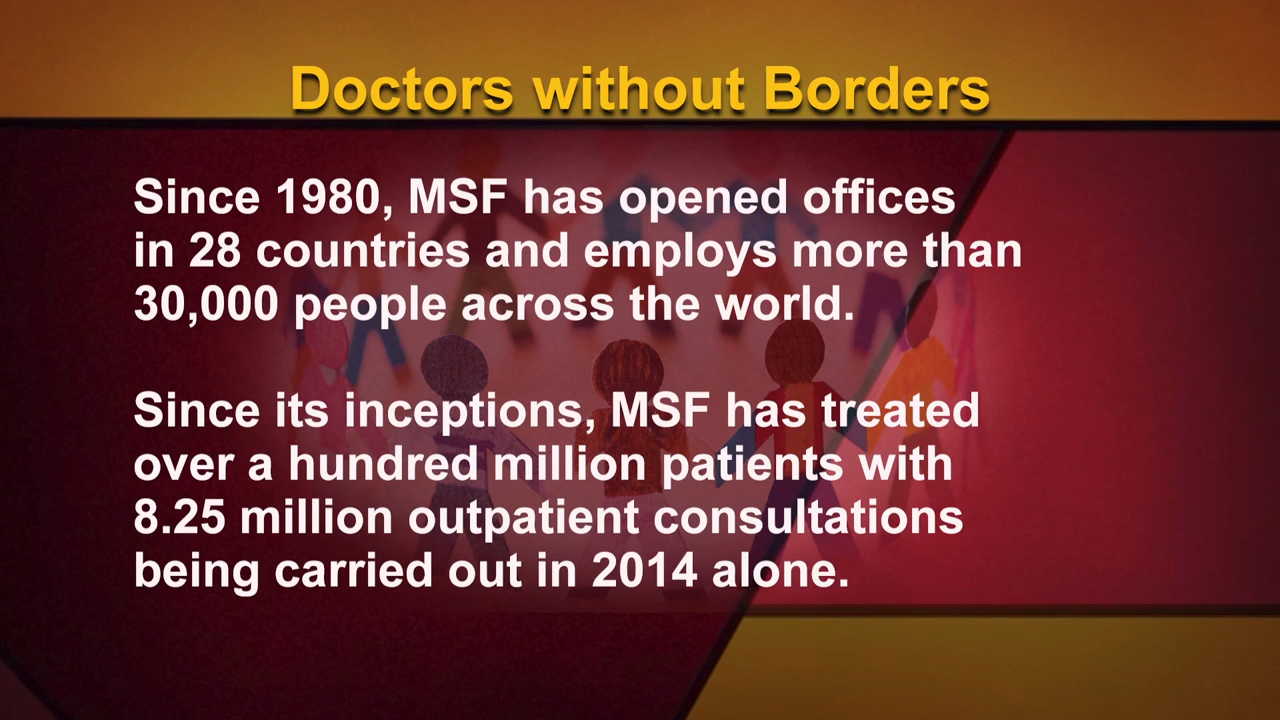 Doctors without Borders
Since 1980, MSF has opened offices
in 28 countries and employs more than
30,000 people across the world.
Since its inceptions, MSF has treated
over a hundred million patients with
8.25 million outpatient consultations
being carried out in 2014 alone.